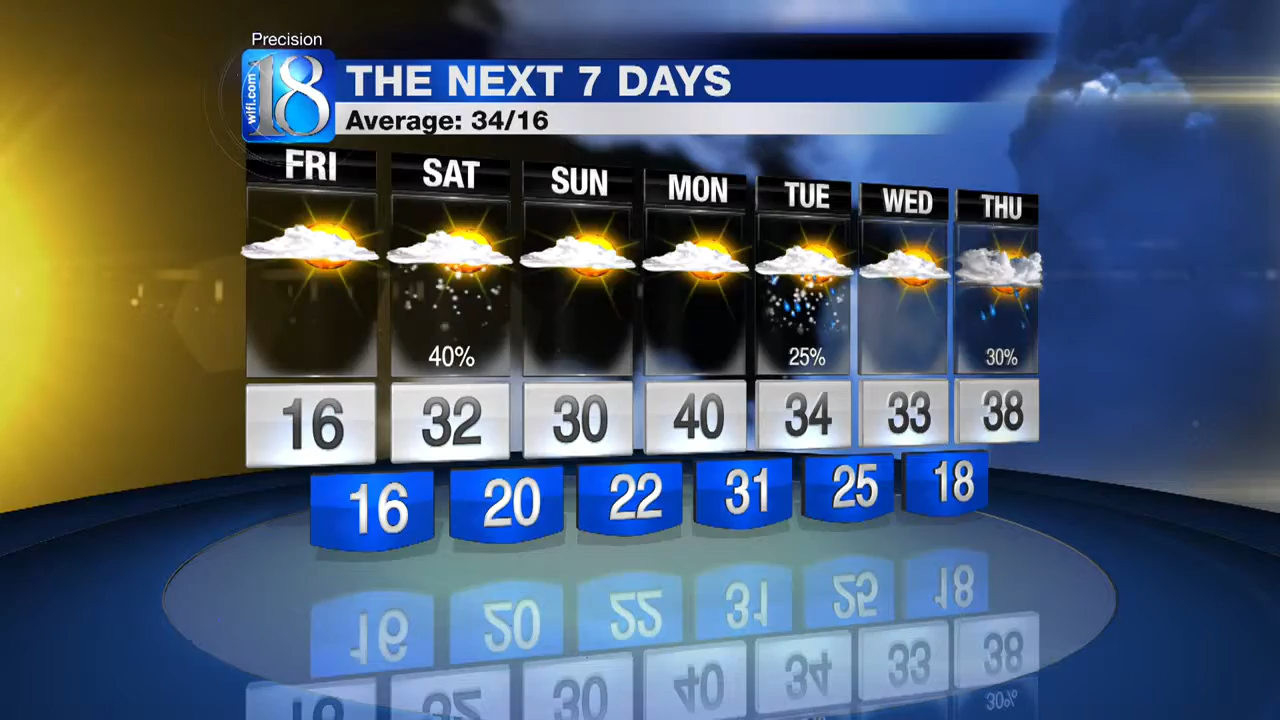 Precision
wlfi.com
18
THE NEXT 7 DAYS
Average: 34/16
FRI SAT SUN MON TUE WED THU
40% 25% 30%
16 32 30 40 34 33 38
16 20 22 31 25 18